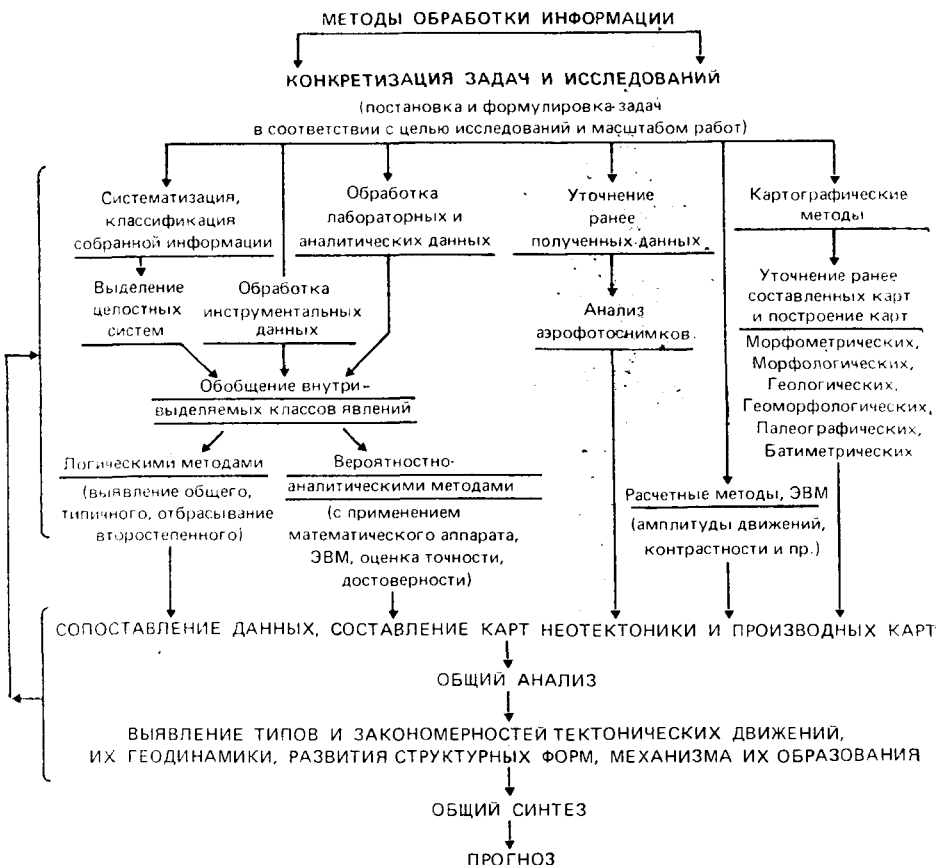 МЕТОДЫ ОБРАБОТКИ ИНФОРМАЦИИ
КОНКРЕТИЗАЦИЯ ЗАДАЧ И ИССЛЕДОВАНИЙ
(постановка и формулировка задач
в соответствии с целью исследований и масштабом работ)
Систематизация,
классификация
собранной информации
Выделение
целостных
систем
Обработка
инструментальных
данных
Обработка
лабораторных и
аналитических данных
Обобщение внутри-
выделяемых классов явлений
Логическими методами
(выявление общего,
типичного, отбрасывание
второстепенного)
Вероятностно-
аналитическими методами
(с применением
математического аппарата,
ЭВМ, оценка точности,
достоверности)
Уточнение
ранее
полученных данных
Анализ
аэрофотоснимков.
Расчетные методы, ЭВМ
(амплитуды движений,
контрастности и пр.)
Картографические
методы
Уточнение ранее
составленных карт
и построение карт
Морфометрических,
Морфологических,
Геологических,
Геоморфологических,
Палеографических,
Батиметрических
СОПОСТАВЛЕНИЕ ДАННЫХ, СОСТАВЛЕНИЕ КАРТ НЕОТЕКТОНИКИ И ПРОИЗВОДНЫХ КАРТ
ОБЩИЙ АНАЛИЗ
ВЫЯВЛЕНИЕ ТИПОВ И ЗАКОНОМЕРНОСТЕЙ ТЕКТОНИЧЕСКИХ ДВИЖЕНИЙ,
ИХ ГЕОДИНАМИКИ, РАЗВИТИЯ СТРУКТУРНЫХ ФОРМ, МЕХАНИЗМА ИХ ОБРАЗОВАНИЯ
ОБЩИЙ СИНТЕЗ
ПРОГНОЗ